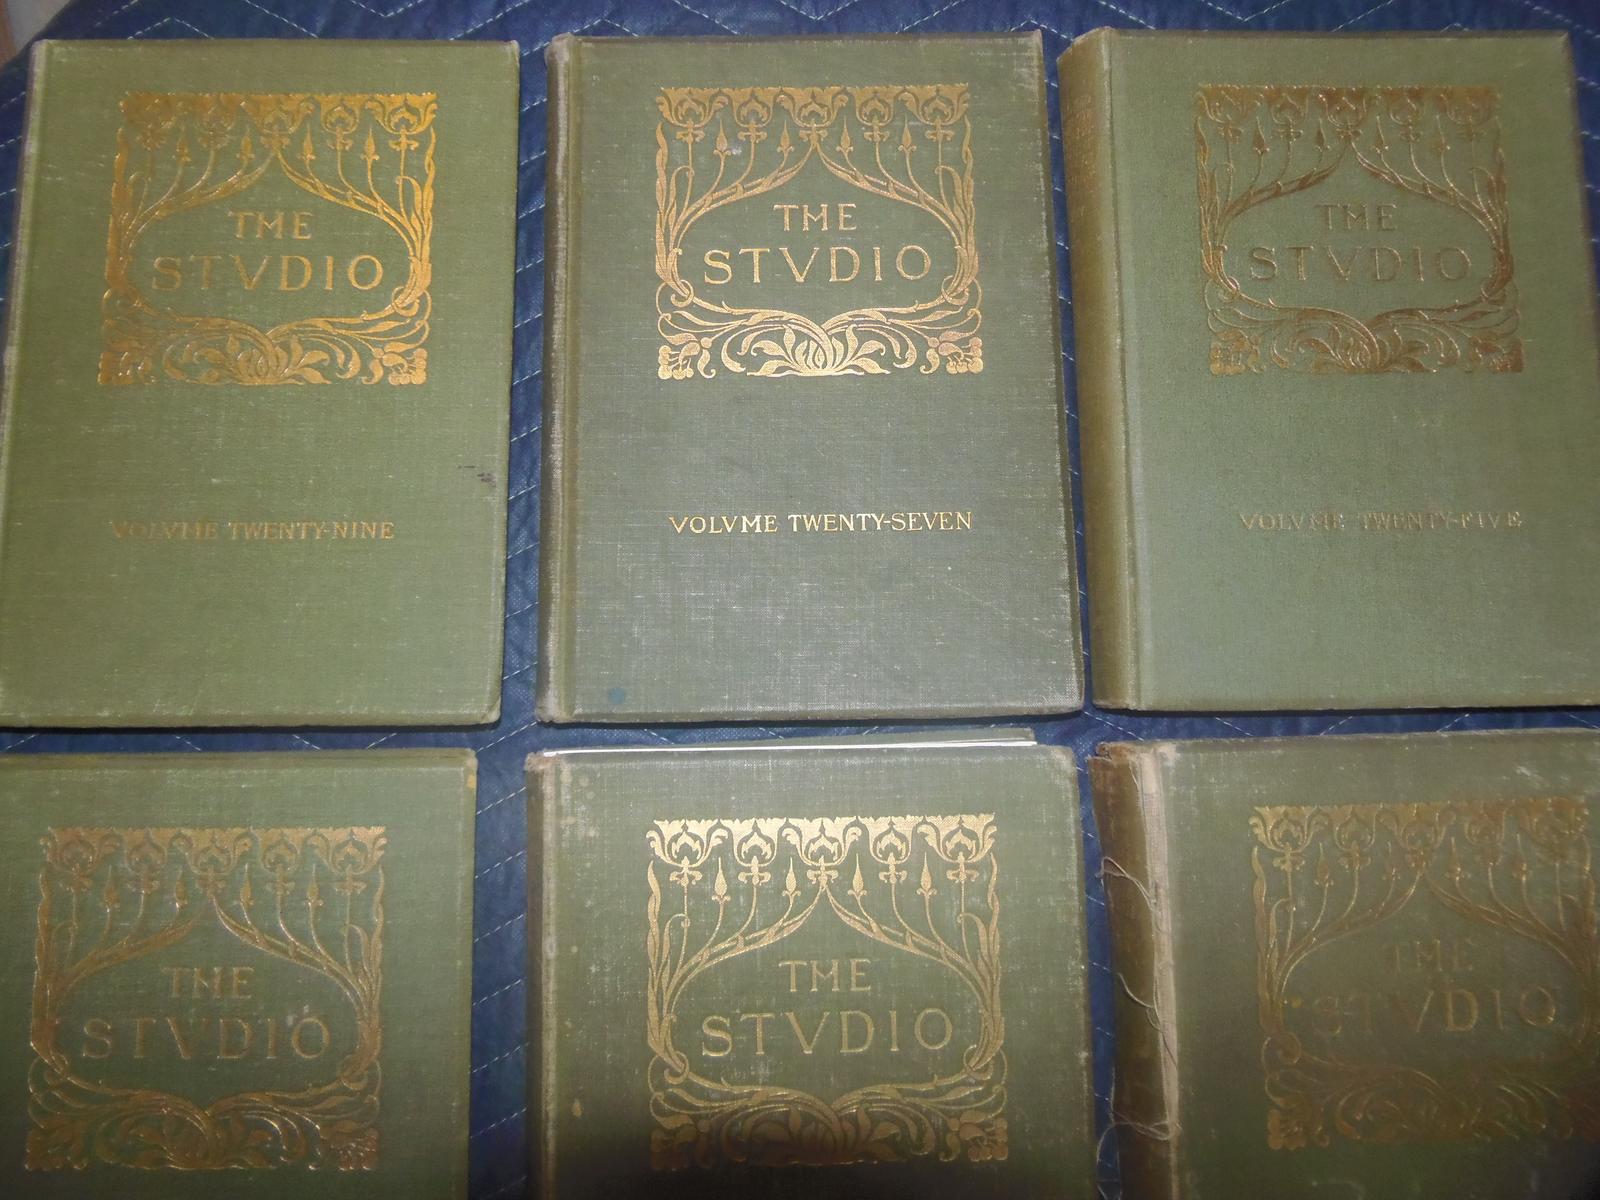 THE
STVDIO
VOLVME TWENTY-NINE
THE
STVDIO
VOLVME TWENTY-SEVEN
THE
STVDIO
VOLVME TWENTY-FIVE
THE
STVDIO
THE
STVDIO
THE
STVDIO